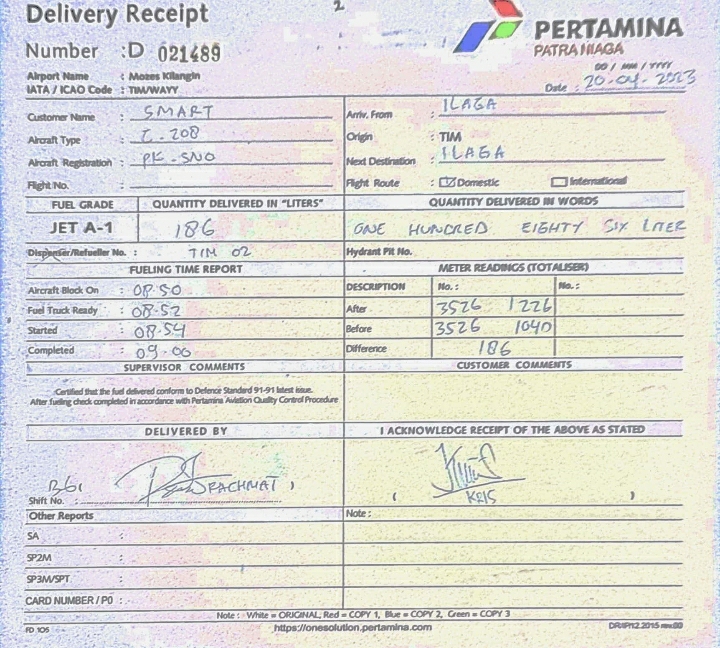 2
Delivery Receipt
PERTAMINA
PATRA NIAGA
Number :D 021489
DD / MM / YYYY
Airport Name : Mozes Kilangin
IATA / ICAO Code : TIM/WAYY
Date : 20-04-2023
Customer Name : SMART
Arriv. From : ILAGA
Aircraft Type : C-208
Origin : TIM
Aircraft Registration : PK-SNO
Next Destination : ILAGA
Flight No. :
Flight Route : Domestic International
FUEL GRADE QUANTITY DELIVERED IN "LITERS" QUANTITY DELIVERED IN WORDS
JET A-1 186 ONE HUNDRED EIGHTY SIX LITER
Dispenser/Refueller No. : TIM 02 Hydrant Pit No.
FUELING TIME REPORT METER READINGS (TOTALISER)
Aircraft Block On : 08.50 DESCRIPTION No. : No. :
Fuel Truck Ready : 08.52 After 3526 1226
Started : 08.54 Before 3526 1040
Completed : 09.00 Difference 186
SUPERVISOR COMMENTS CUSTOMER COMMENTS
Certified that the fuel delivered conform to Defence Standard 91-91 latest issue.
After fueling check completed in accordance with Pertamina Aviation Quality Control Procedure
DELIVERED BY I ACKNOWLEDGE RECEIPT OF THE ABOVE AS STATED
RACHMAT )
Shift No. : ( KRIS )
Other Reports Note :
SA :
SP2M :
SP3M/SPT :
CARD NUMBER / PO :
Note : White = ORIGINAL, Red = COPY 1, Blue = COPY 2, Green = COPY 3
FD 105 https://onesolution.pertamina.com